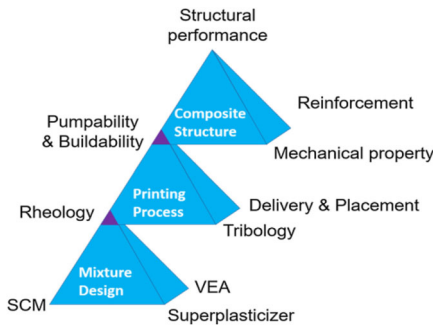 Structural
performance
Composite
Structure
Reinforcement
Pumpability
& Buildability
Mechanical property
Printing
Process
Delivery & Placement
Rheology
Tribology
Mixture
Design
VEA
SCM
Superplasticizer